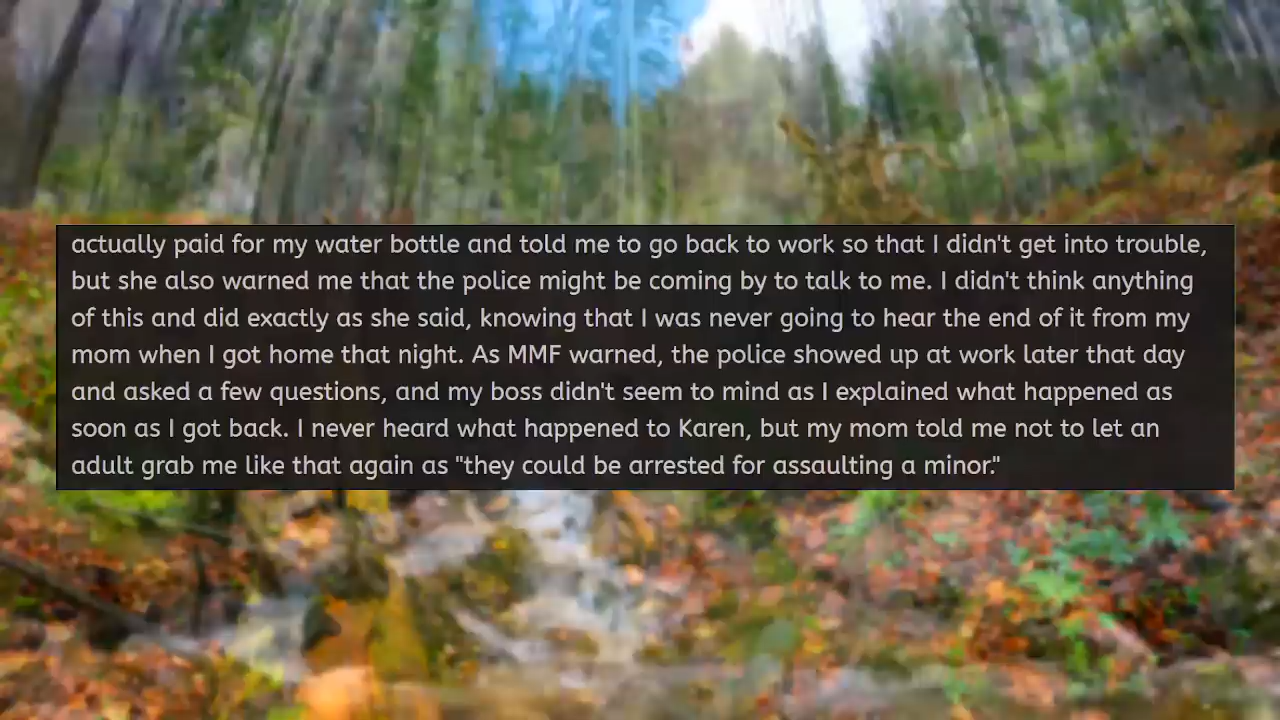 actually paid for my water bottle and told me to go back to work so that I didn't get into trouble,
but she also warned me that the police might be coming by to talk to me. I didn't think anything
of this and did exactly as she said, knowing that I was never going to hear the end of it from my
mom when I got home that night. As MMF warned, the police showed up at work later that day
and asked a few questions, and my boss didn't seem to mind as I explained what happened as
soon as I got back. I never heard what happened to Karen, but my mom told me not to let an
adult grab me like that again as "they could be arrested for assaulting a minor."